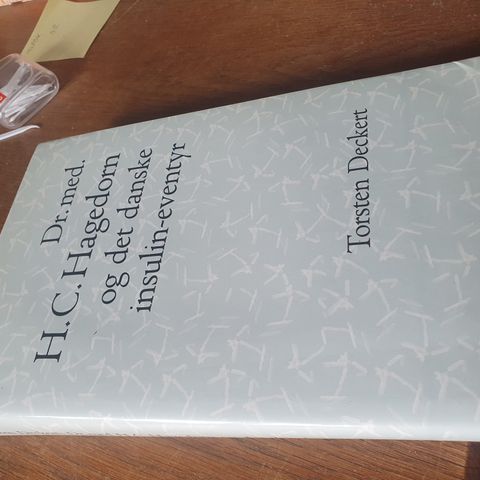 Dr. med.
H.C. Hagedorn
og det danske
insulin-eventyr
Torsten Deckert